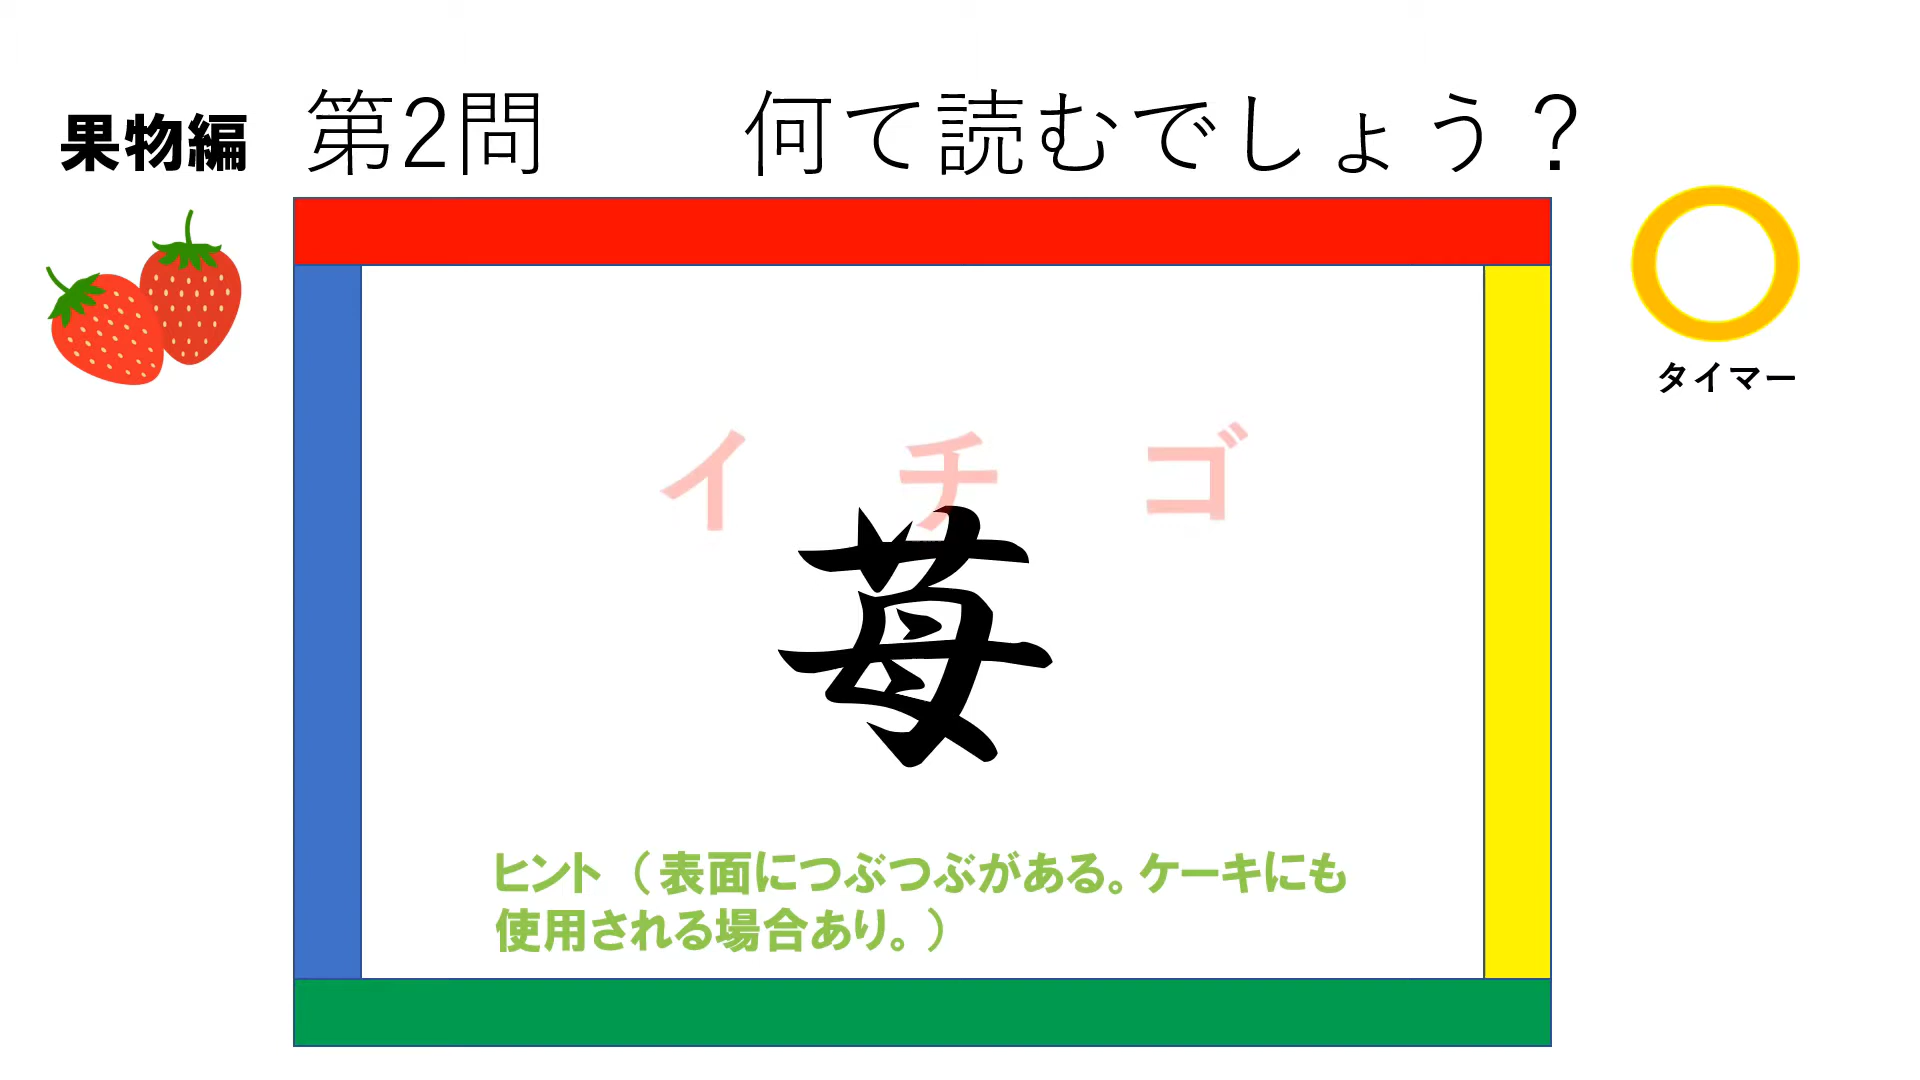 果物編
第2問 何て読むでしょう？
タイマー
イチゴ
苺
ヒント（表面につぶつぶがある。ケーキにも
使用される場合あり。）